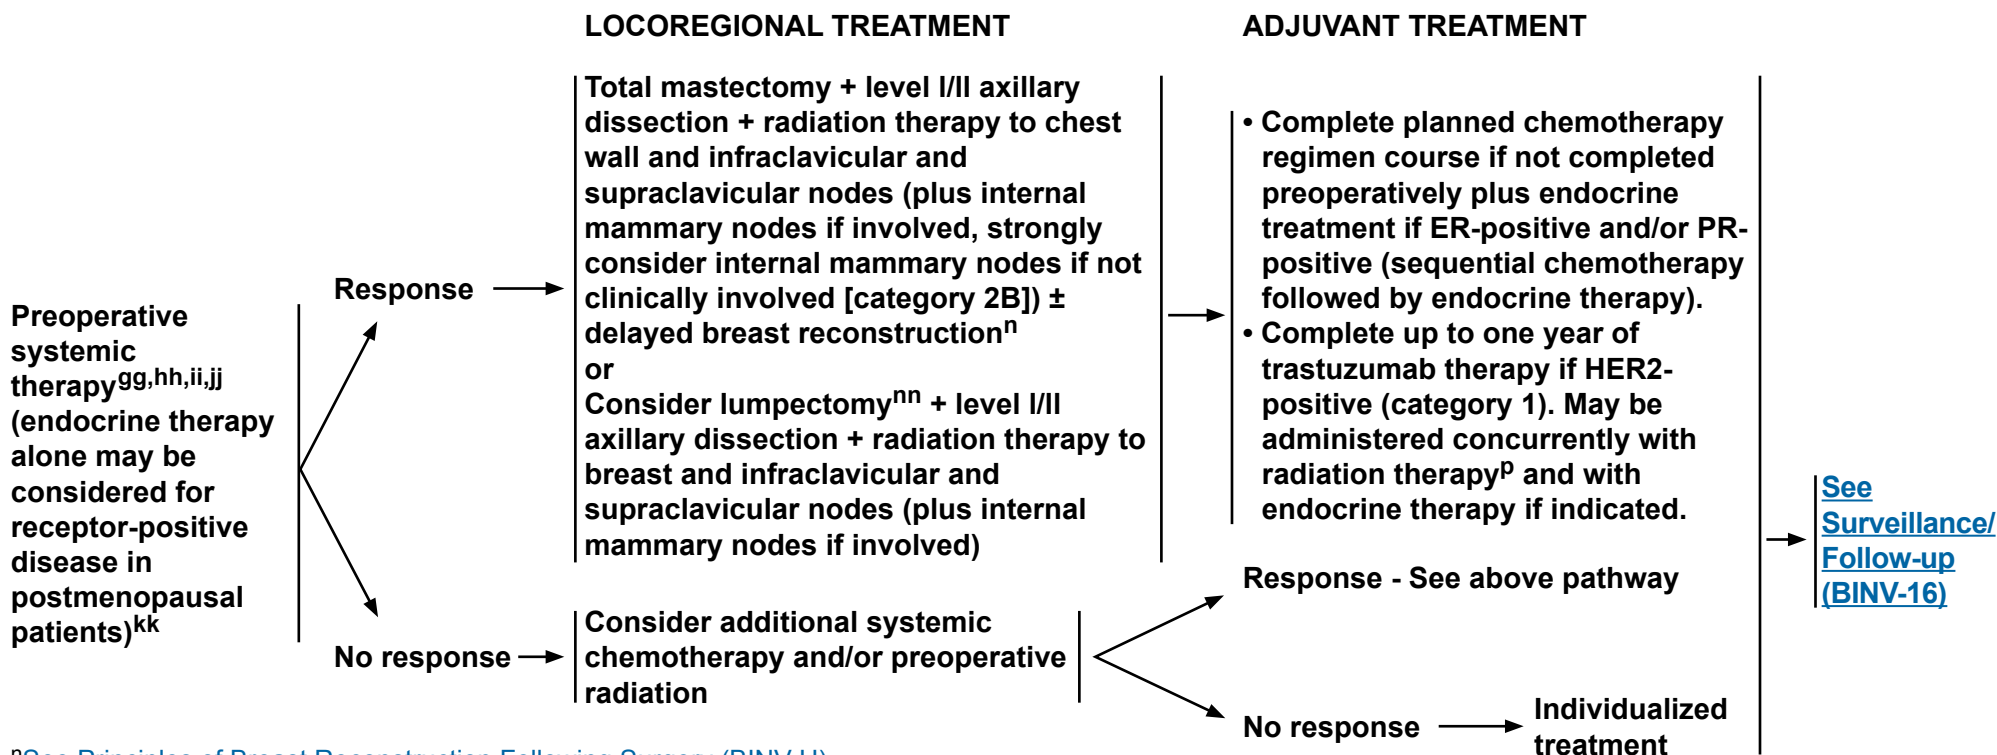 LOCOREGIONAL TREATMENT
ADJUVANT TREATMENT
Preoperative
systemic
therapygg,hh,ii,jj
(endocrine therapy
alone may be
considered for
receptor-positive
disease in
postmenopausal
patients)kk
Response
Total mastectomy + level I/II axillary
dissection + radiation therapy to chest
wall and infraclavicular and
supraclavicular nodes (plus internal
mammary nodes if involved, strongly
consider internal mammary nodes if not
clinically involved [category 2B]) ±
delayed breast reconstructionn
or
Consider lumpectomynn + level I/II
axillary dissection + radiation therapy to
breast and infraclavicular and
supraclavicular nodes (plus internal
mammary nodes if involved)
• Complete planned chemotherapy
regimen course if not completed
preoperatively plus endocrine
treatment if ER-positive and/or PR-
positive (sequential chemotherapy
followed by endocrine therapy).
• Complete up to one year of
trastuzumab therapy if HER2-
positive (category 1). May be
administered concurrently with
radiation therapyp and with
endocrine therapy if indicated.
No response
Consider additional systemic
chemotherapy and/or preoperative
radiation
Response - See above pathway
No response
Individualized
treatment
See
Surveillance/
Follow-up
(BINV-16)
nSee Principles of Breast Reconstruction Following Surgery (BINV-H)